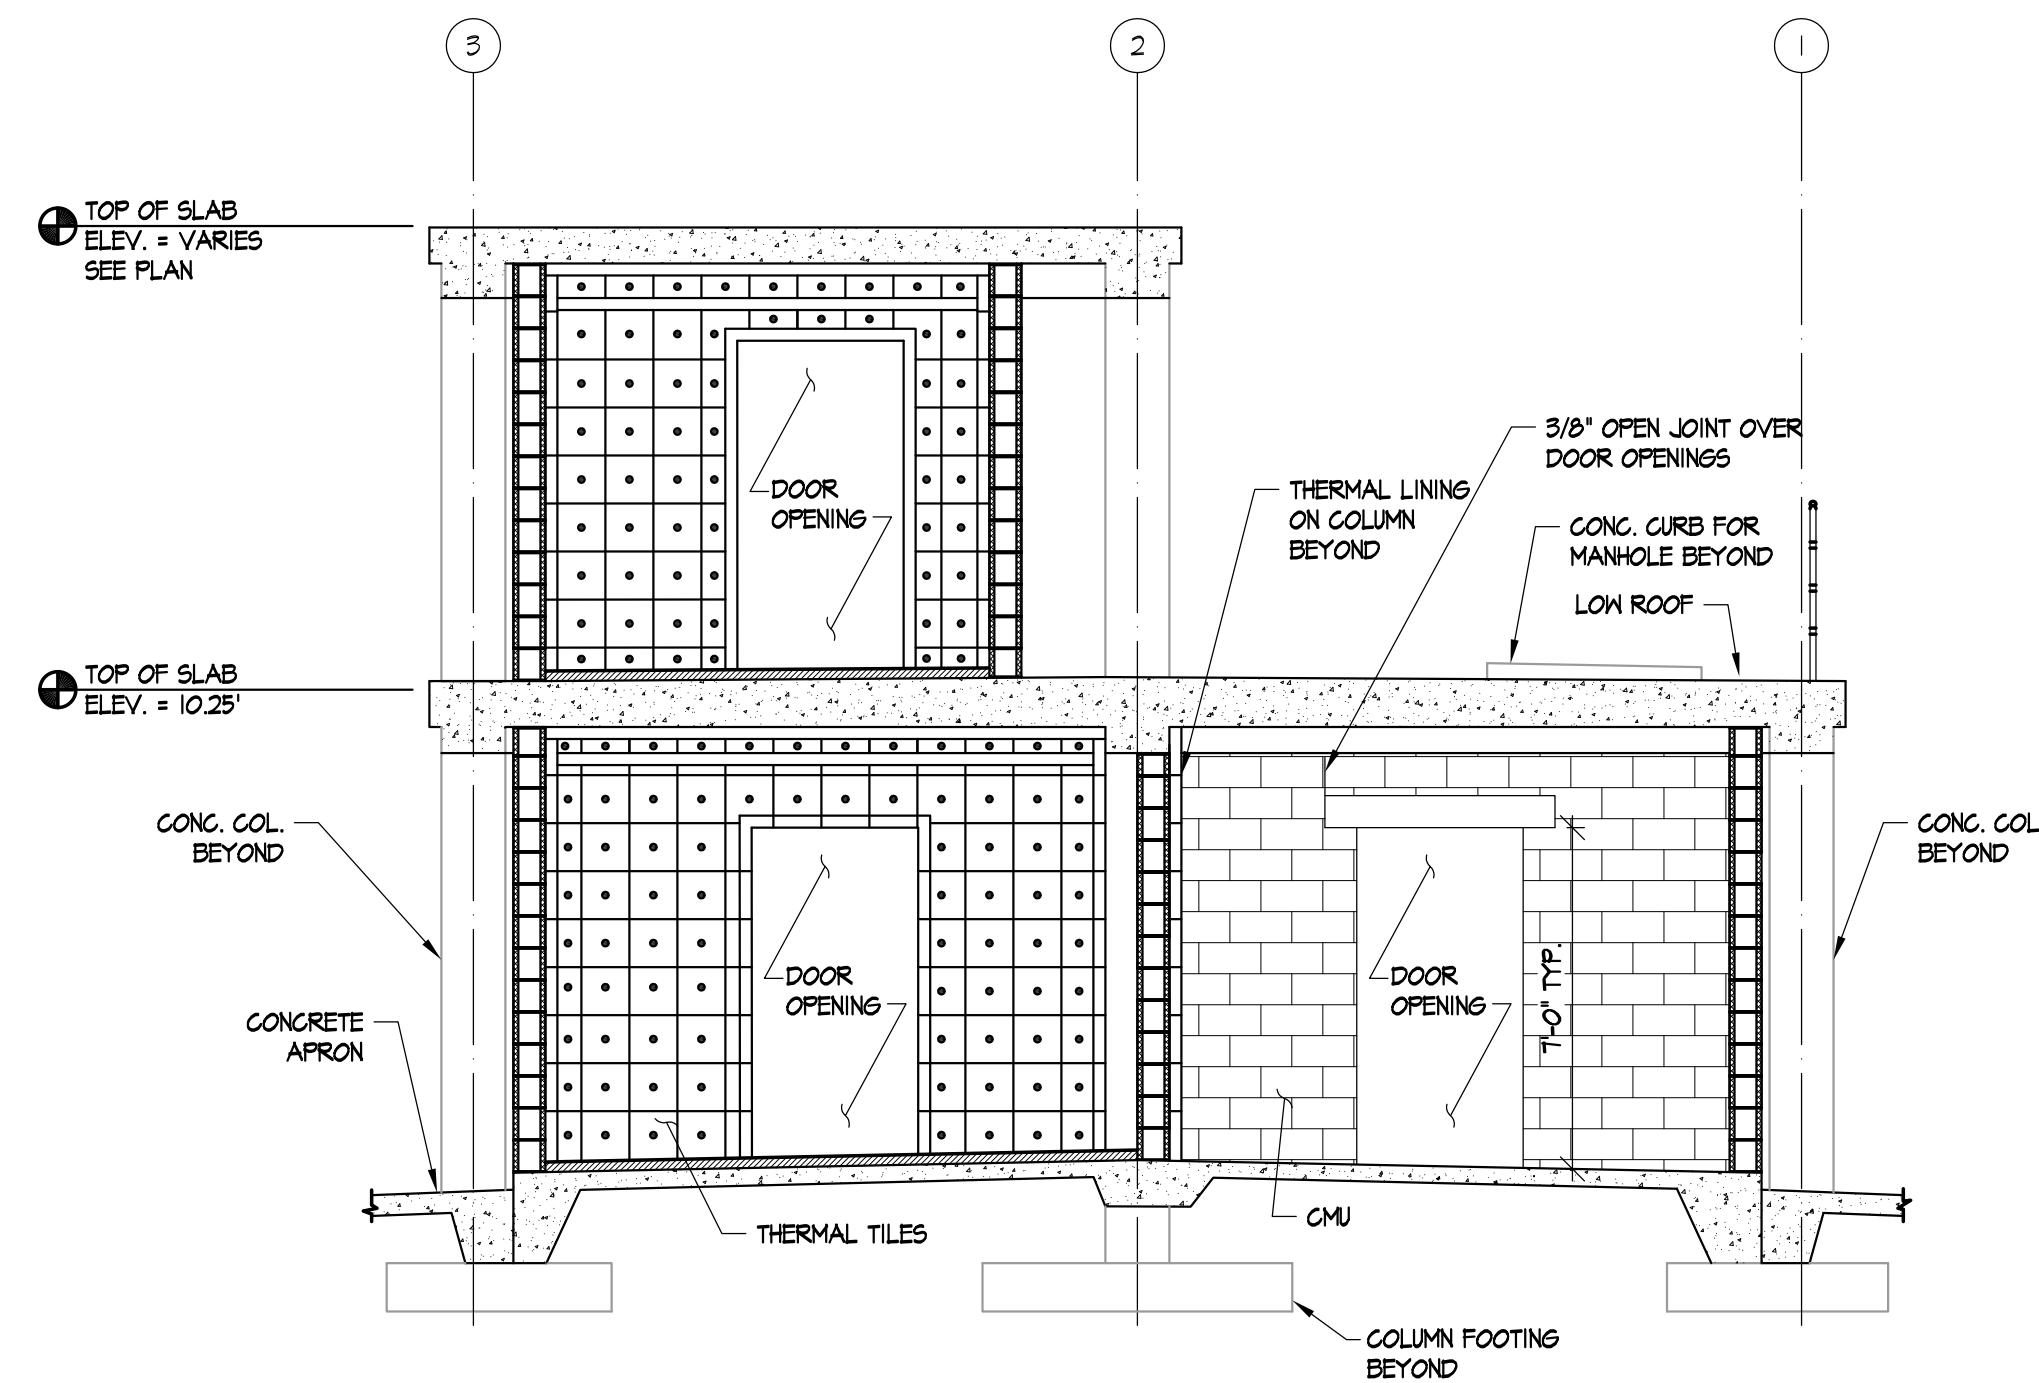 3
2
1
TOP OF SLAB
ELEV. = VARIES
SEE PLAN
3/8" OPEN JOINT OVER
DOOR OPENINGS
THERMAL LINING
ON COLUMN
BEYOND
DOOR
OPENING
CONC. CURB FOR
MANHOLE BEYOND
LOW ROOF
TOP OF SLAB
ELEV. = 10.25'
CONC. COL.
BEYOND
CONC. COL
BEYOND
DOOR
OPENING
DOOR
OPENING
7'-0" TYP.
CONCRETE
APRON
THERMAL TILES
CMU
COLUMN FOOTING
BEYOND